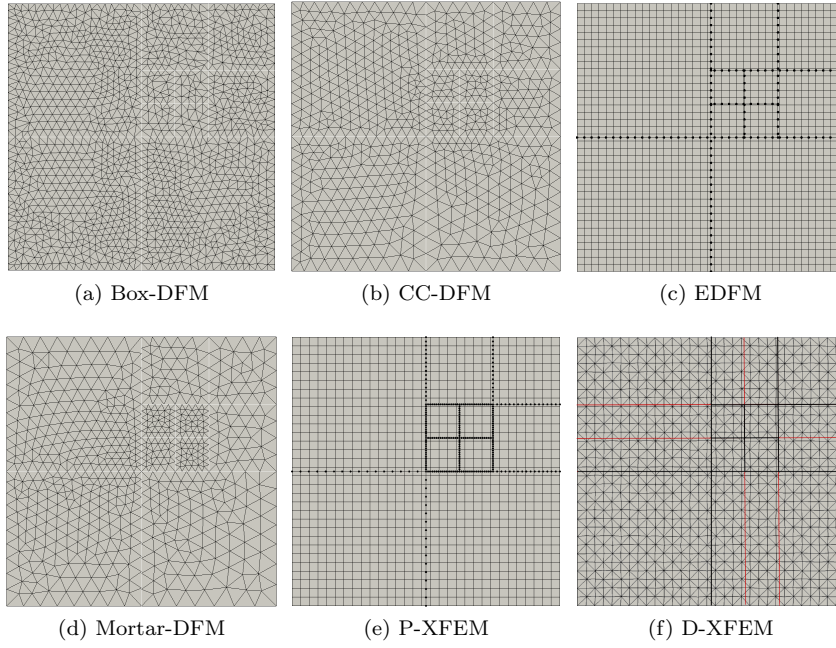 (a) Box-DFM
(b) CC-DFM
(c) EDFM
(d) Mortar-DFM
(e) P-XFEM
(f) D-XFEM